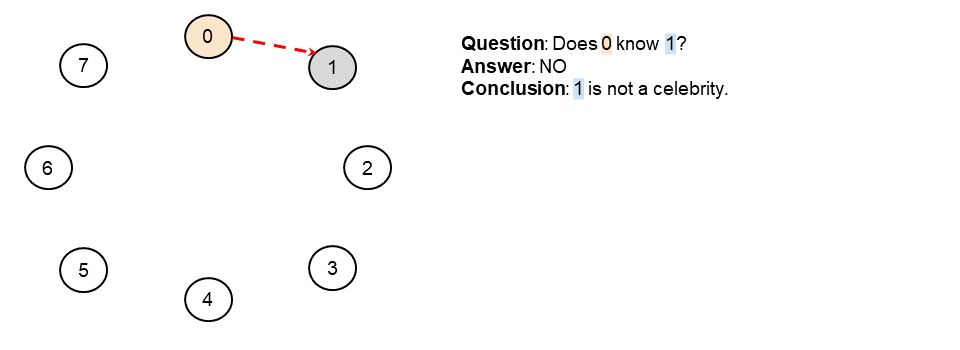 0
1
7
6
2
5
3
4
Question: Does 0 know 1?
Answer: NO
Conclusion: 1 is not a celebrity.